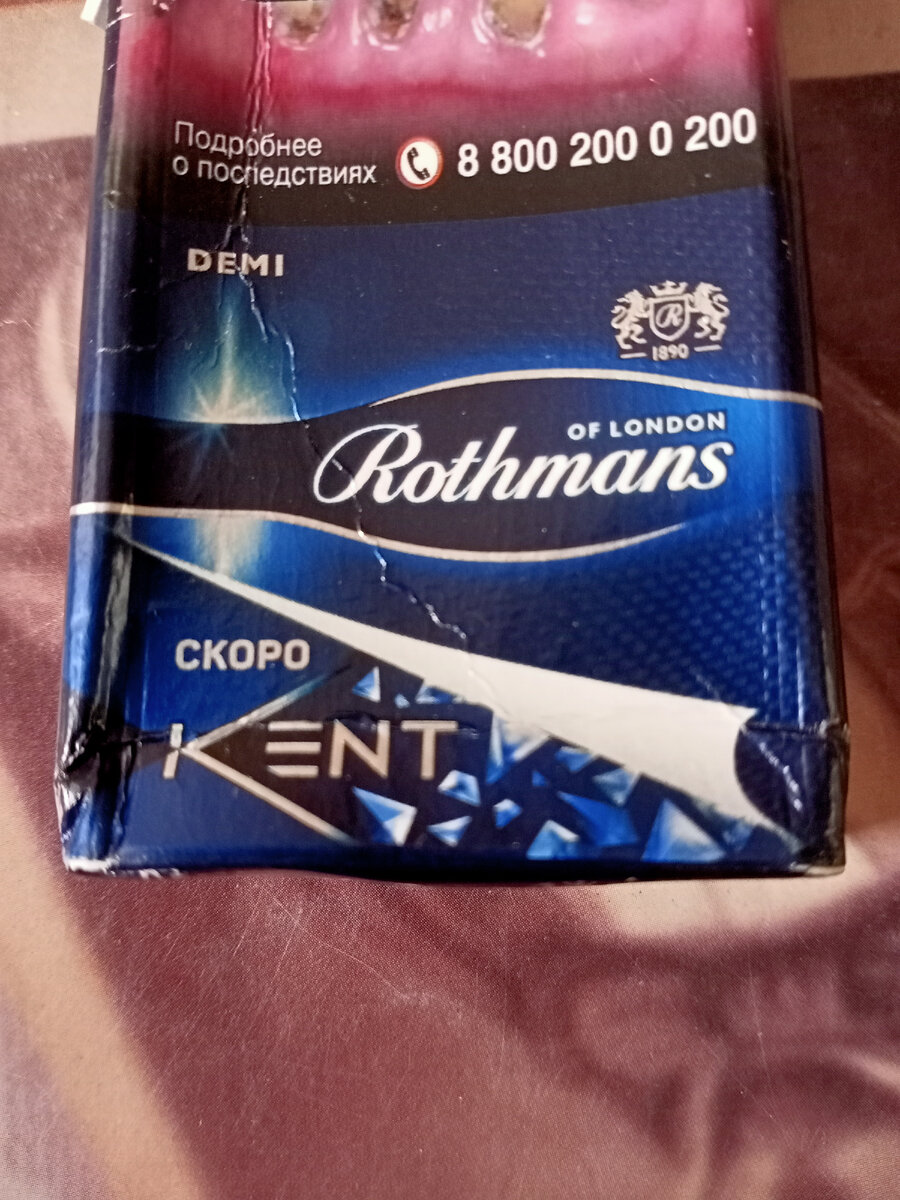 Подробнее
о последствиях
8 800 200 0 200
DEMI
R
1890
OF LONDON
Rothmans
СКОРО
KENT